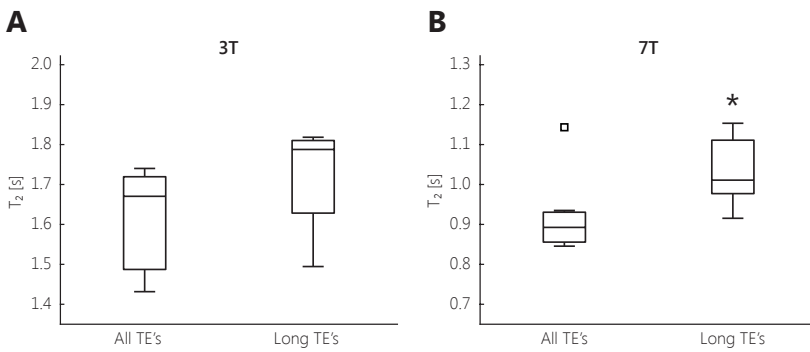 A
3T
2.0
1.9
1.8
1.7
1.6
1.5
1.4
T₂ [s]
All TE's
Long TE's
B
7T
1.3
1.2
1.1
1.0
0.9
0.8
0.7
T₂ [s]
*
All TE's
Long TE's